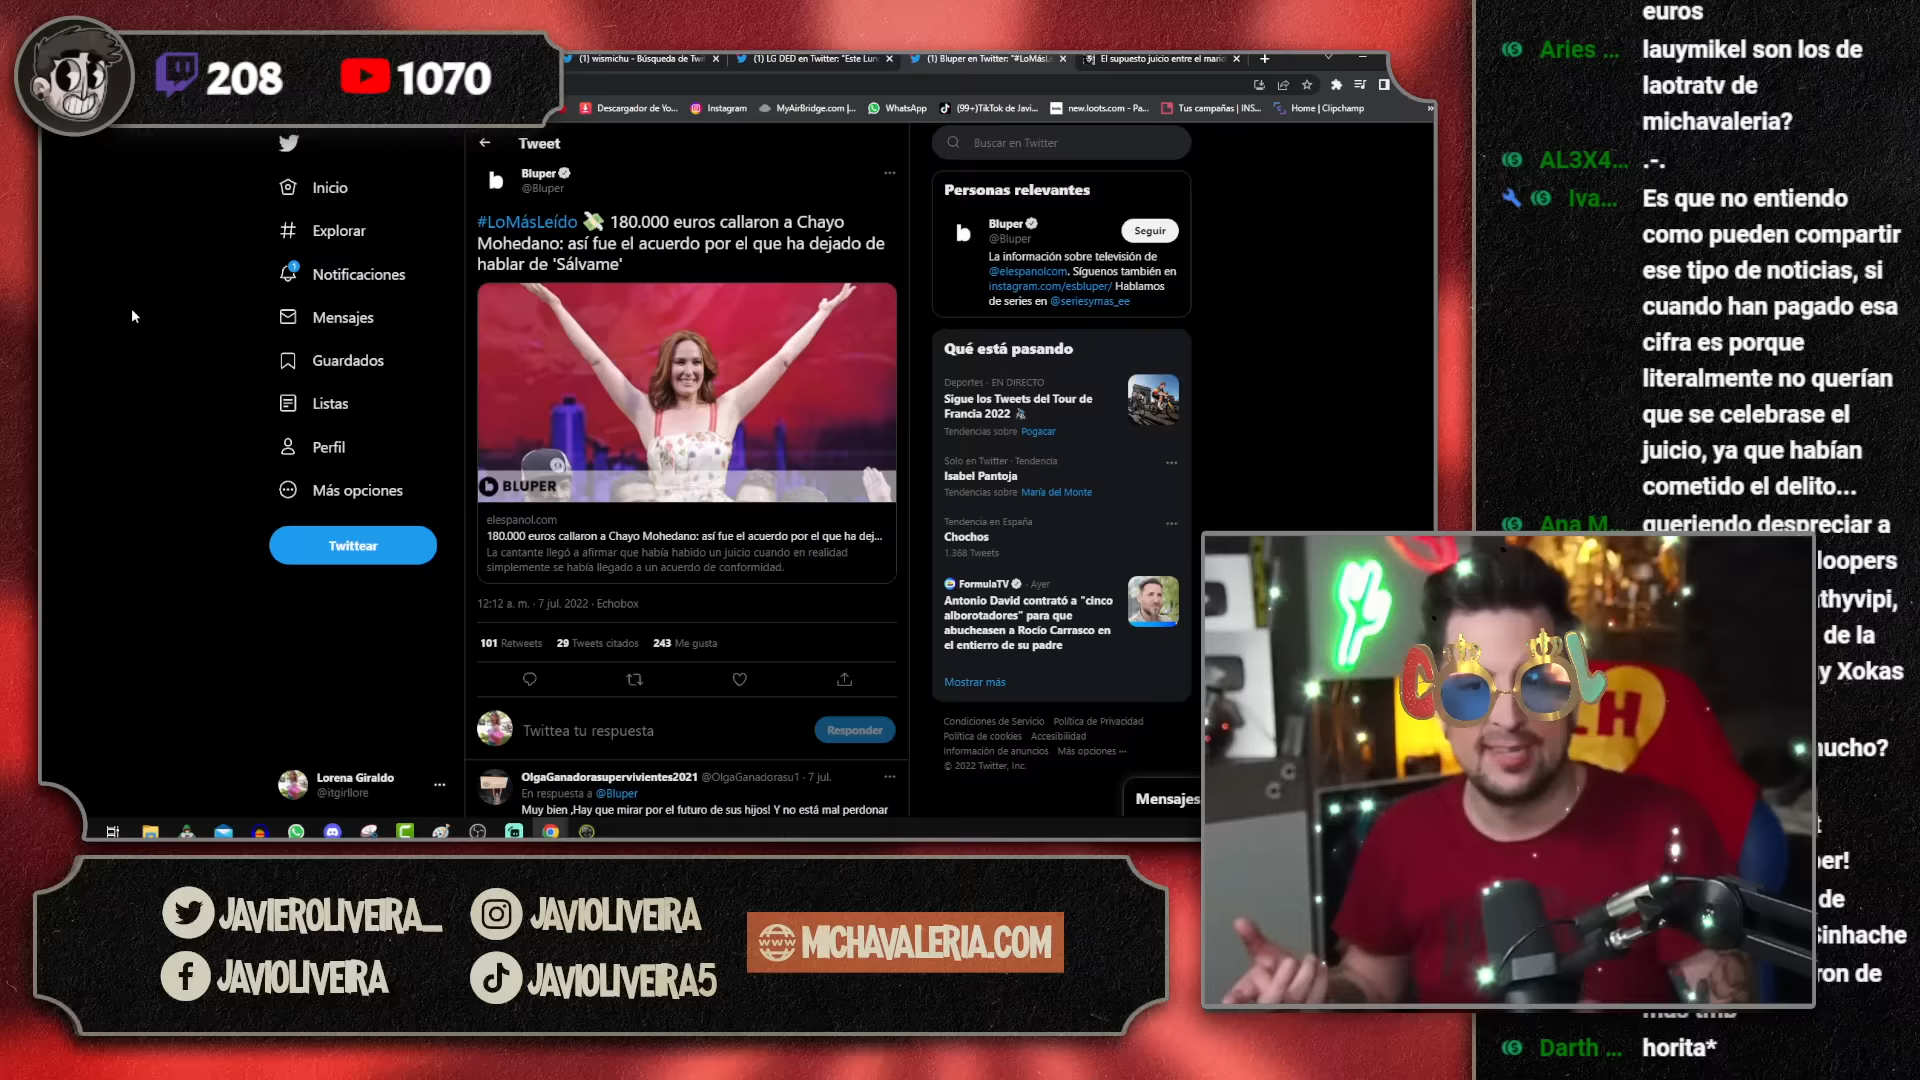 208
1070
(1) wismichu - Búsqueda de Twi
(1) LG DED en Twitter: "Este Lun
(1) Bluper en Twitter: "#LoMásL
El supuesto juicio entre el marid
Descargador de Yo...
Instagram
MyAirBridge.com |...
WhatsApp
(99+)TikTok de Javi...
new.loots.com - Pa...
Tus campañas | INS...
Home | Clipchamp
Inicio
Explorar
Notificaciones
Mensajes
Guardados
Listas
Perfil
Más opciones
Twittear
Lorena Giraldo
@itgirllore
Tweet
Bluper
@Bluper
#LoMásLeído 💸 180.000 euros callaron a Chayo
Mohedano: así fue el acuerdo por el que ha dejado de
hablar de 'Sálvame'
BLUPER
elespanol.com
180.000 euros callaron a Chayo Mohedano: así fue el acuerdo por el que ha dej...
La cantante llegó a afirmar que había habido un juicio cuando en realidad
simplemente se había llegado a un acuerdo de conformidad.
12:12 a. m. · 7 jul. 2022 · Echobox
101 Retweets 29 Tweets citados 243 Me gusta
Twittea tu respuesta
Responder
OlgaGanadorasupervivientes2021 @OlgaGanadorasu1 · 7 jul.
En respuesta a @Bluper
Muy bien ,Hay que mirar por el futuro de sus hijos! Y no está mal perdonar
Buscar en Twitter
Personas relevantes
Bluper
@Bluper
Seguir
La información sobre televisión de
@elespanolcom. Síguenos también en
instagram.com/esbluper/ Hablamos
de series en @seriesymas_ee
Qué está pasando
Deportes · EN DIRECTO
Sigue los Tweets del Tour de
Francia 2022
Tendencias sobre Pogacar
Solo en Twitter · Tendencia
Isabel Pantoja
Tendencias sobre María del Monte
Tendencia en España
Chochos
1.368 Tweets
FormulaTV · Ayer
Antonio David contrató a "cinco
alborotadores" para que
abucheasen a Rocío Carrasco en
el entierro de su padre
Mostrar más
Condiciones de Servicio Política de Privacidad
Política de cookies Accesibilidad
Información de anuncios Más opciones ···
© 2022 Twitter, Inc.
Mensajes
euros
Aries ... lauymikel son los de
laotratv de
michavaleria?
AL3X4... .-.
Iva... Es que no entiendo
como pueden compartir
ese tipo de noticias, si
cuando han pagado esa
cifra es porque
literalmente no querían
que se celebrase el
juicio, ya que habían
cometido el delito...
Ana M... queriendo despreciar a
loopers
thyvipi,
de la
y Xokas
mucho?
er!
de
Sinhache
ron de
Darth ... horita*
CH
JAVIEROLIVEIRA_
JAVIOLIVEIRA
JAVIOLIVEIRA
JAVIOLIVEIRA5
www
MICHAVALERIA.COM